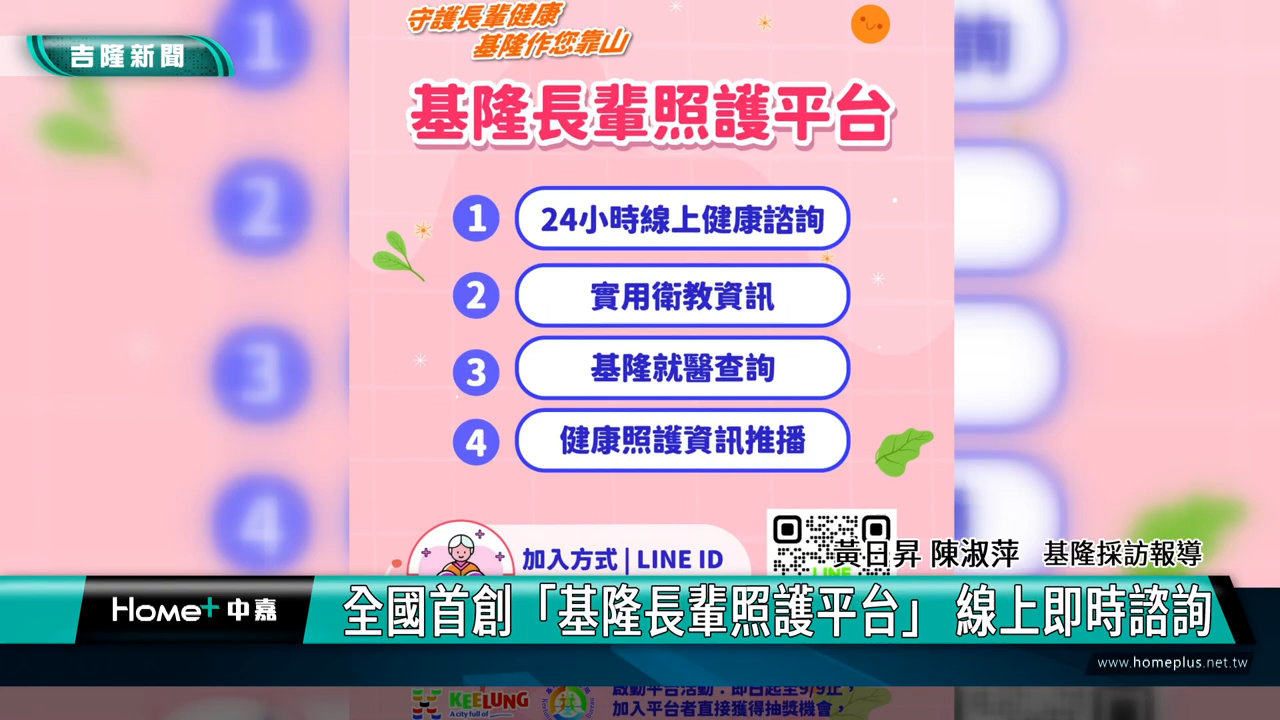 守護長輩健康
基隆作您靠山
吉隆新聞
基隆長輩照護平台
1 24小時線上健康諮詢
2 實用衛教資訊
3 基隆就醫查詢
4 健康照護資訊推播
加入方式 | LINE ID
LINE
黃日昇 陳淑萍 基隆採訪報導
Home+ 中嘉
全國首創「基隆長輩照護平台」 線上即時諮詢
www.homeplus.net.tw
KEELUNG
A city full of
啟動平台活動：即日起至9/9止，
加入平台者直接獲得抽獎機會，